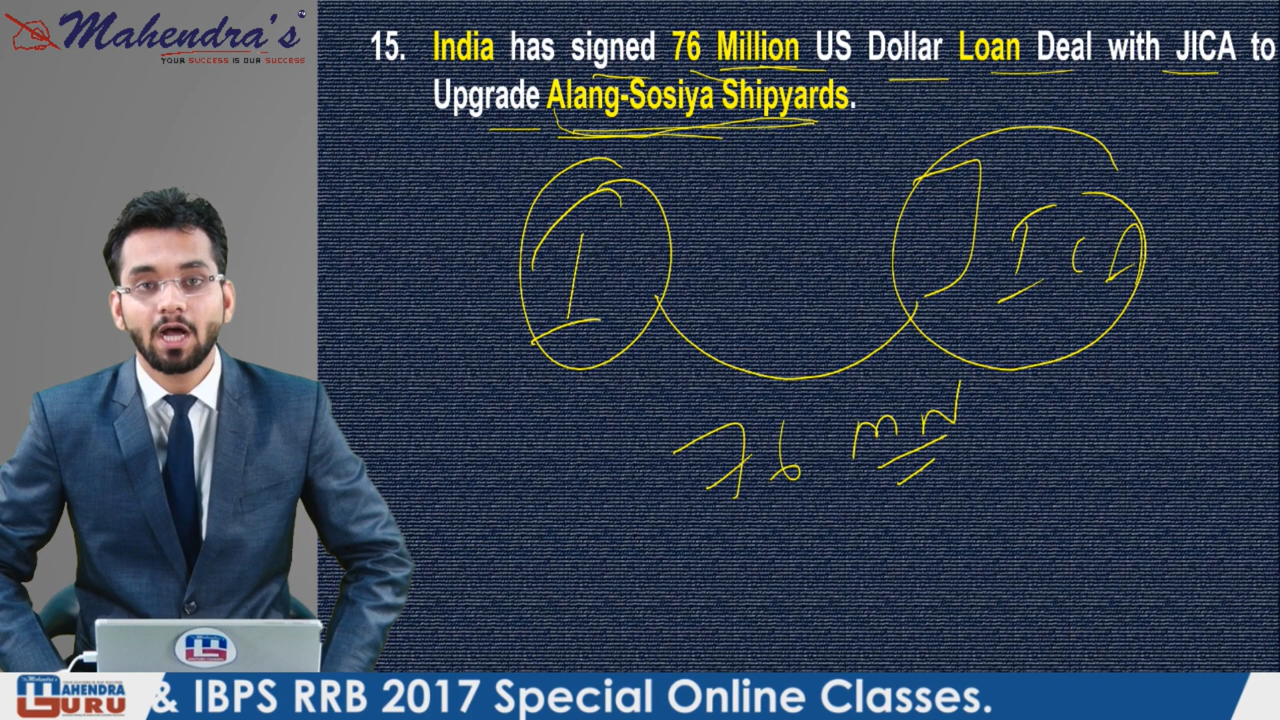 Mahendra's
YOUR SUCCESS IS OUR SUCCESS
15. India has signed 76 Million US Dollar Loan Deal with JICA to
Upgrade Alang-Sosiya Shipyards.
I
76 mn
MAHENDRA
GURU
& IBPS RRB 2017 Special Online Classes.